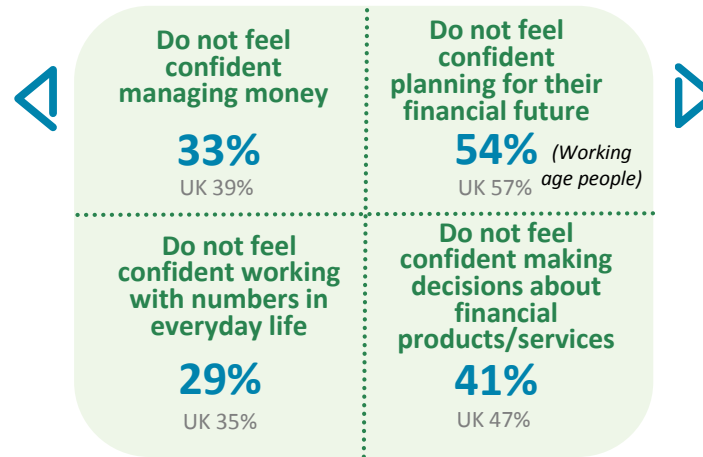 Do not feel
confident
managing money
33%
UK 39%
Do not feel
confident
planning for their
financial future
54% (Working
UK 57% age people)
Do not feel
confident working
with numbers in
everyday life
29%
UK 35%
Do not feel
confident making
decisions about
financial
products/services
41%
UK 47%